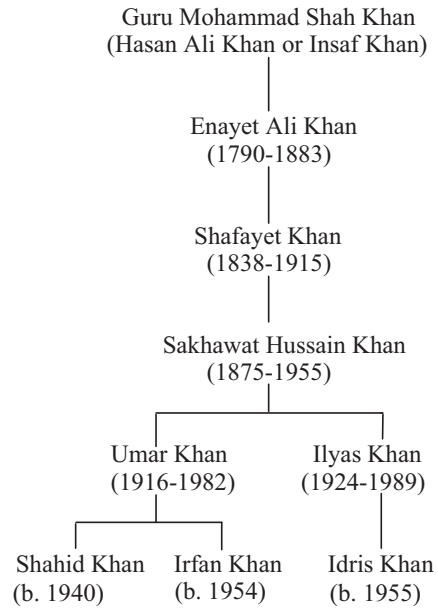 Guru Mohammad Shah Khan
(Hasan Ali Khan or Insaf Khan)
Enayet Ali Khan
(1790-1883)
Shafayet Khan
(1838-1915)
Sakhawat Hussain Khan
(1875-1955)
Umar Khan
(1916-1982)
Ilyas Khan
(1924-1989)
Shahid Khan
(b. 1940)
Irfan Khan
(b. 1954)
Idris Khan
(b. 1955)